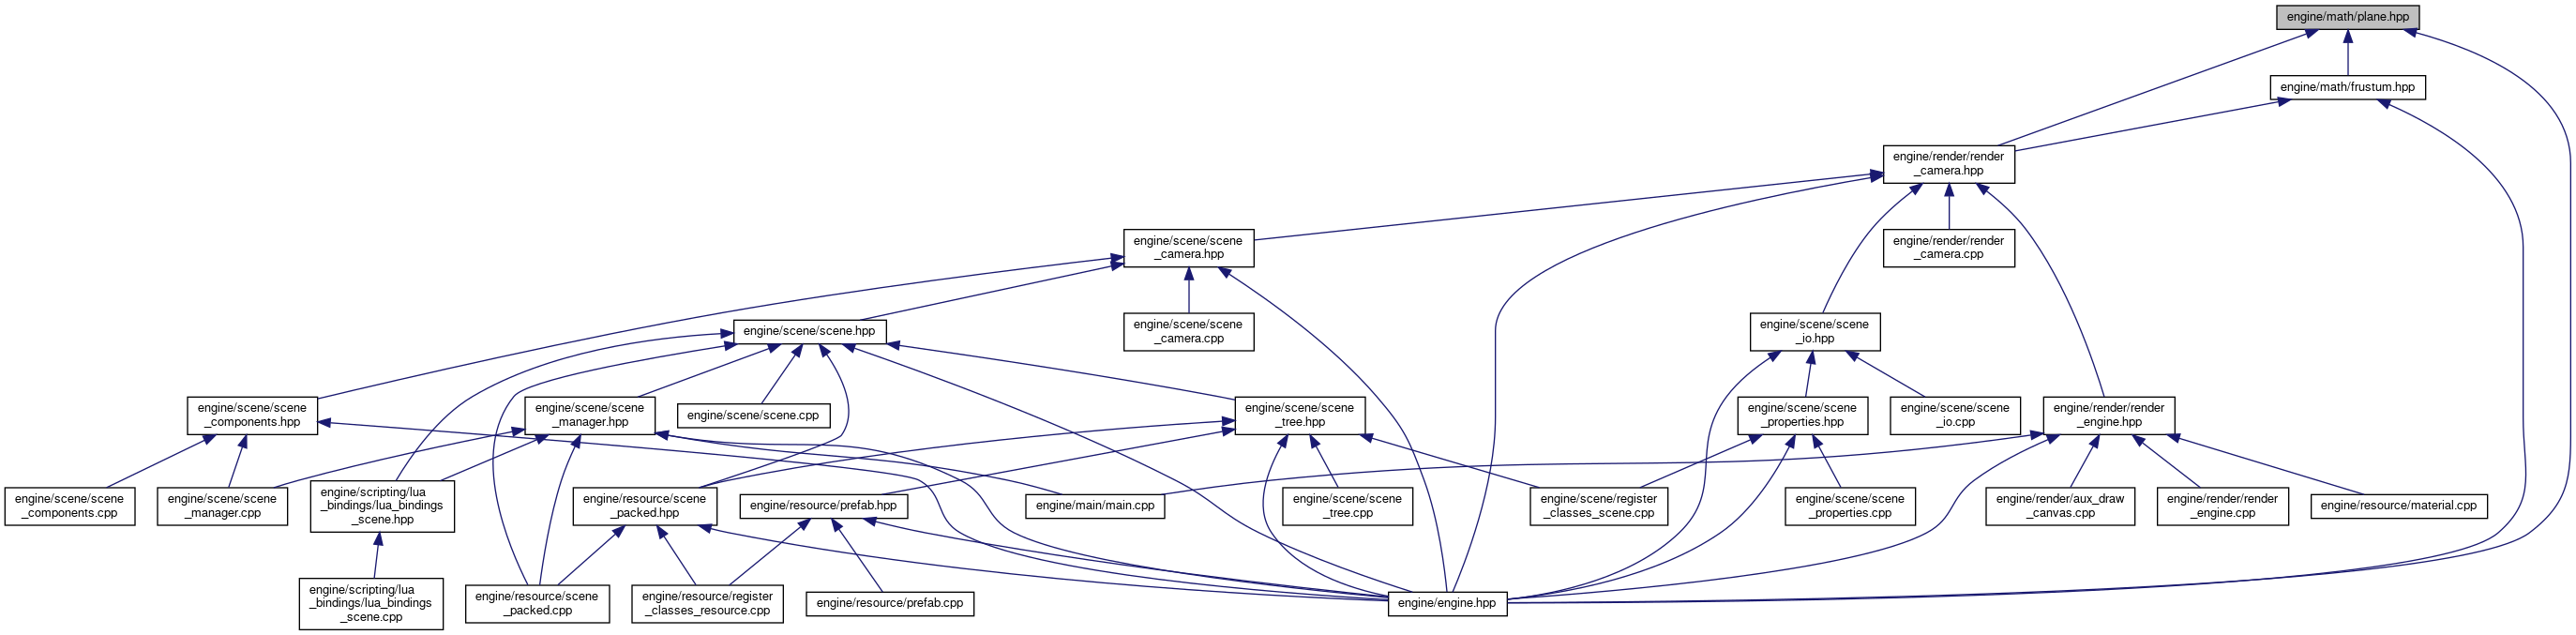 engine/math/plane.hpp
engine/math/frustum.hpp
engine/render/render
_camera.hpp
engine/scene/scene
_camera.hpp
engine/render/render
_camera.cpp
engine/scene/scene.hpp
engine/scene/scene
_camera.cpp
engine/scene/scene
_io.hpp
engine/scene/scene
_components.hpp
engine/scene/scene
_manager.hpp
engine/scene/scene.cpp
engine/scene/scene
_tree.hpp
engine/scene/scene
_properties.hpp
engine/scene/scene
_io.cpp
engine/render/render
_engine.hpp
engine/scene/scene
_components.cpp
engine/scene/scene
_manager.cpp
engine/scripting/lua
_bindings/lua_bindings
_scene.hpp
engine/resource/scene
_packed.hpp
engine/resource/prefab.hpp
engine/main/main.cpp
engine/scene/scene
_tree.cpp
engine/scene/register
_classes_scene.cpp
engine/scene/scene
_properties.cpp
engine/render/aux_draw
_canvas.cpp
engine/render/render
_engine.cpp
engine/resource/material.cpp
engine/scripting/lua
_bindings/lua_bindings
_scene.cpp
engine/resource/scene
_packed.cpp
engine/resource/register
_classes_resource.cpp
engine/resource/prefab.cpp
engine/engine.hpp